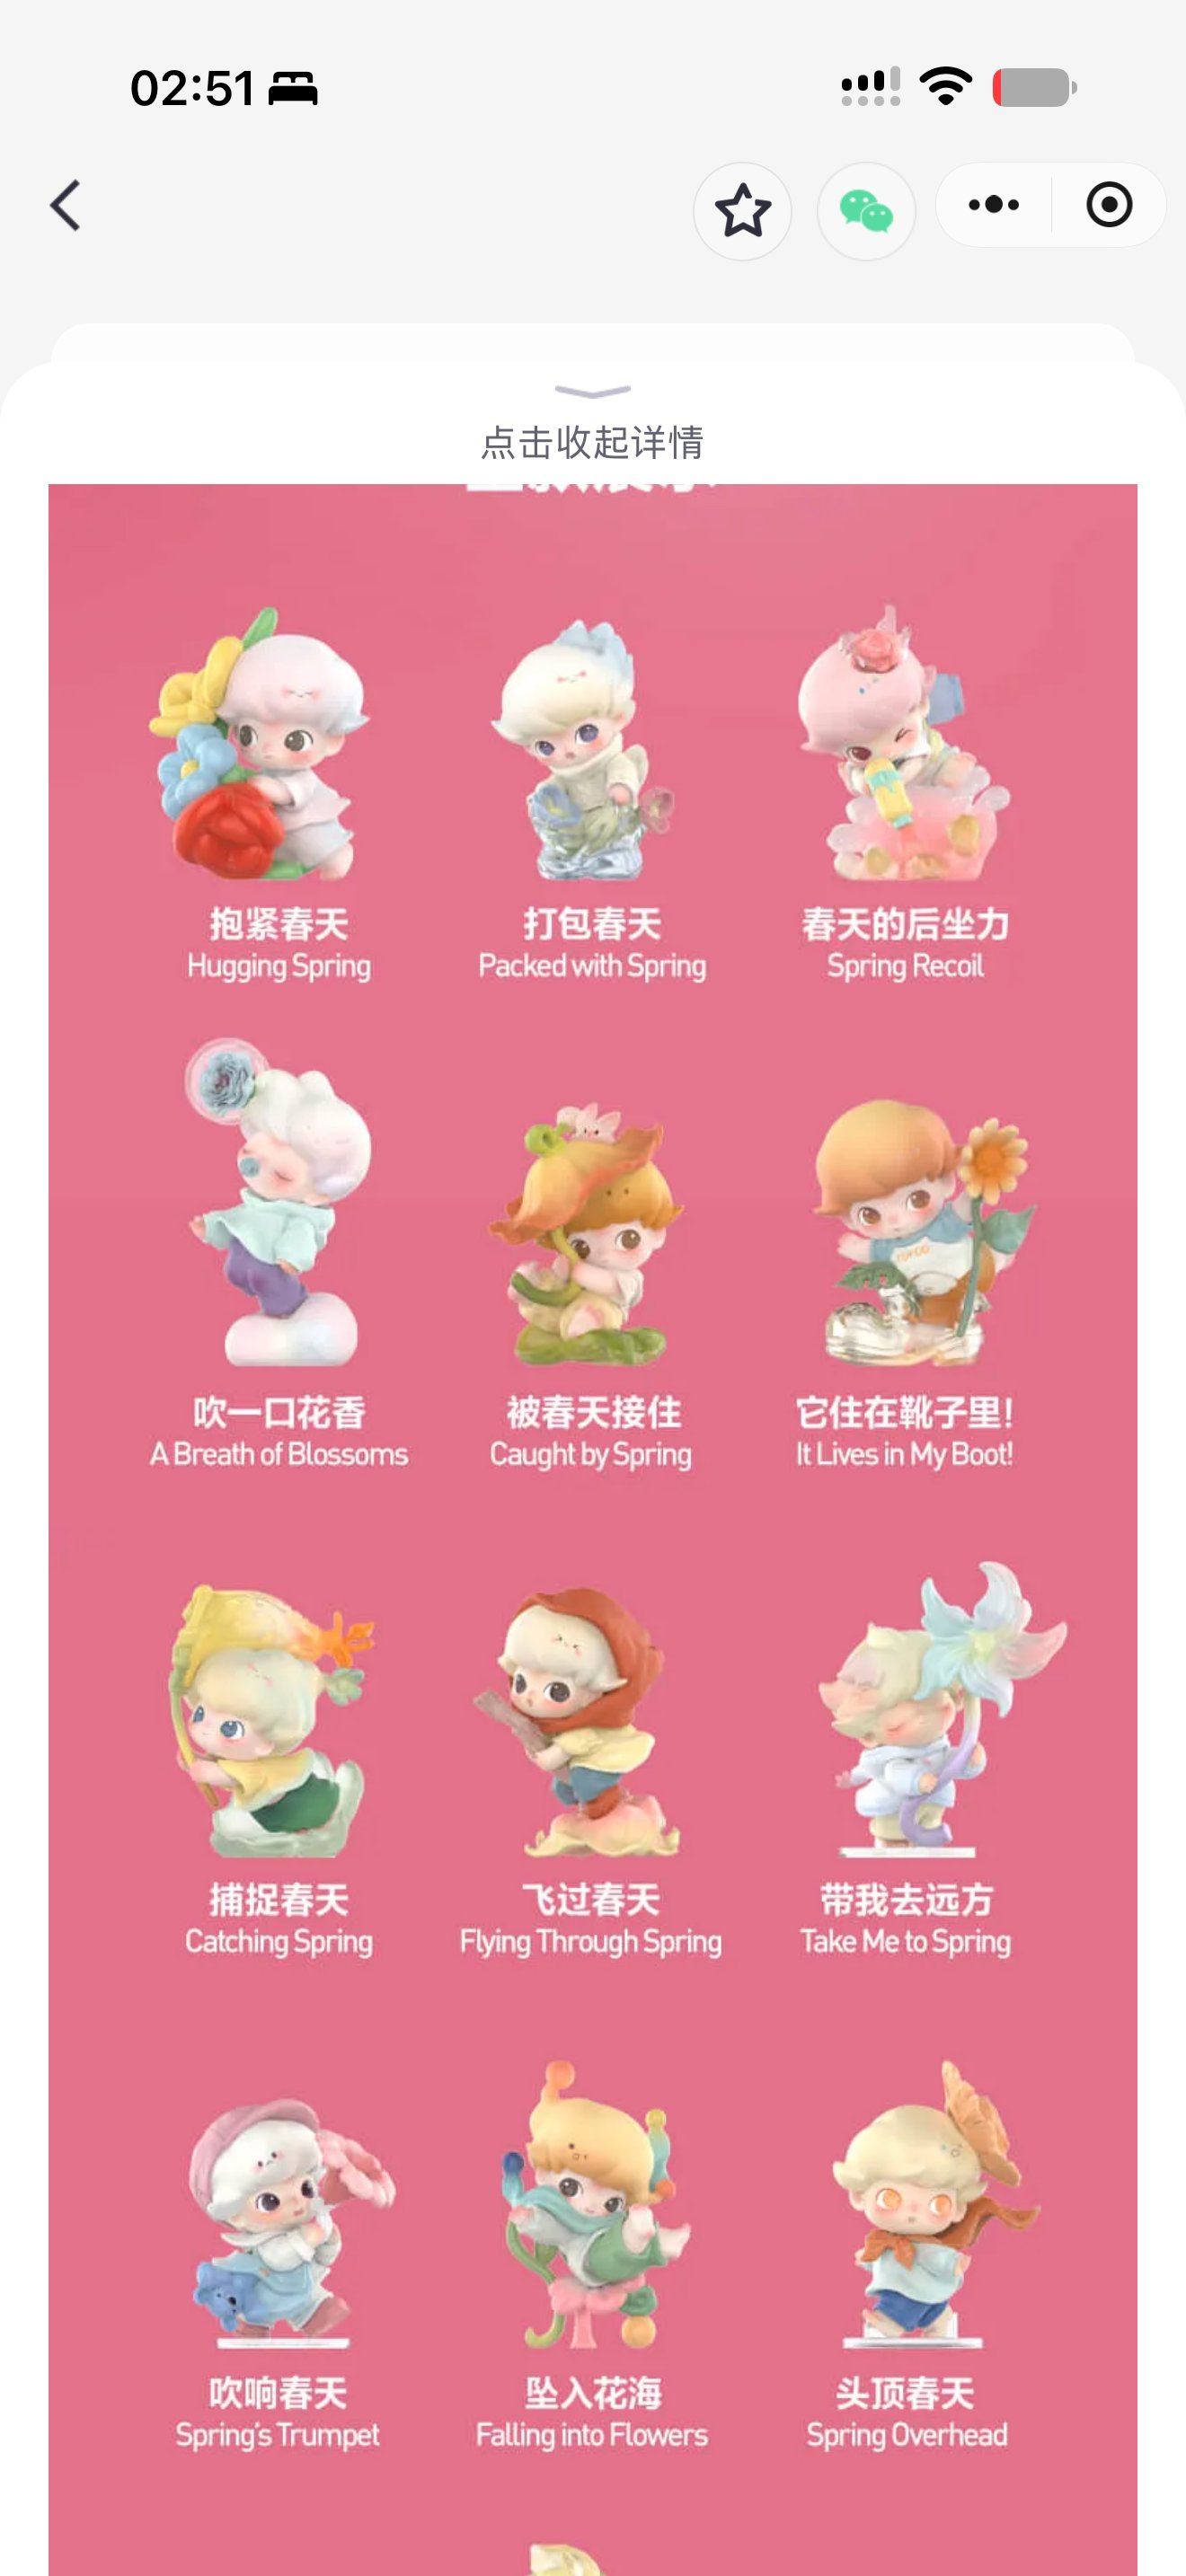 02:51
点击收起详情
抱紧春天
Hugging Spring
打包春天
Packed with Spring
春天的后坐力
Spring Recoil
吹一口花香
A Breath of Blossoms
被春天接住
Caught by Spring
它住在靴子里!
It Lives in My Boot!
捕捉春天
Catching Spring
飞过春天
Flying Through Spring
带我去远方
Take Me to Spring
吹响春天
Spring's Trumpet
坠入花海
Falling into Flowers
头顶春天
Spring Overhead